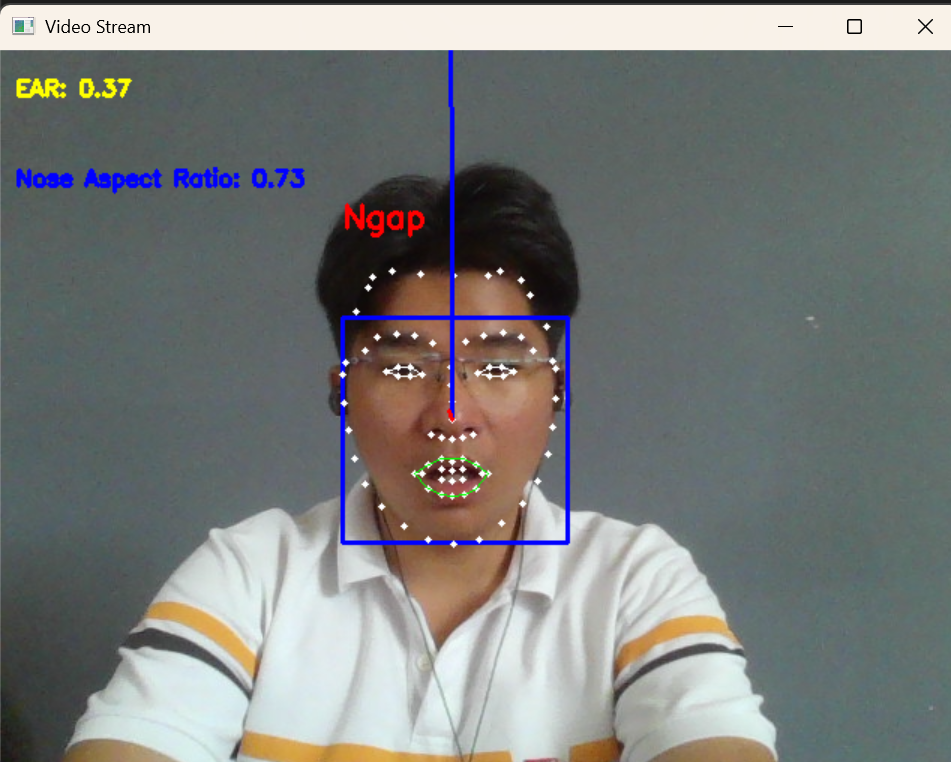 Video Stream
EAR: 0.37
Nose Aspect Ratio: 0.73
Ngap